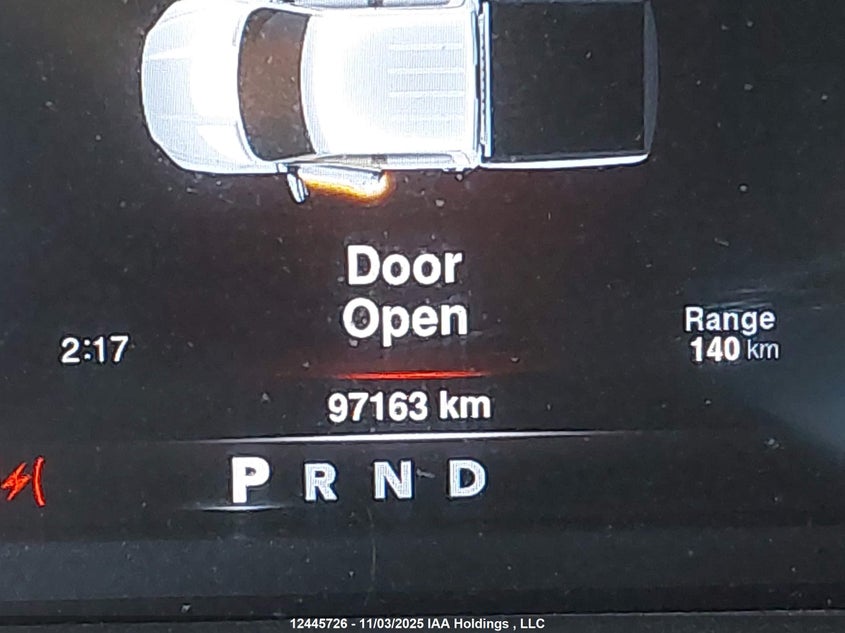 Door
Open
2:17
Range
140 km
97163 km
P R N D
12445726 - 11/03/2025 IAA Holdings , LLC